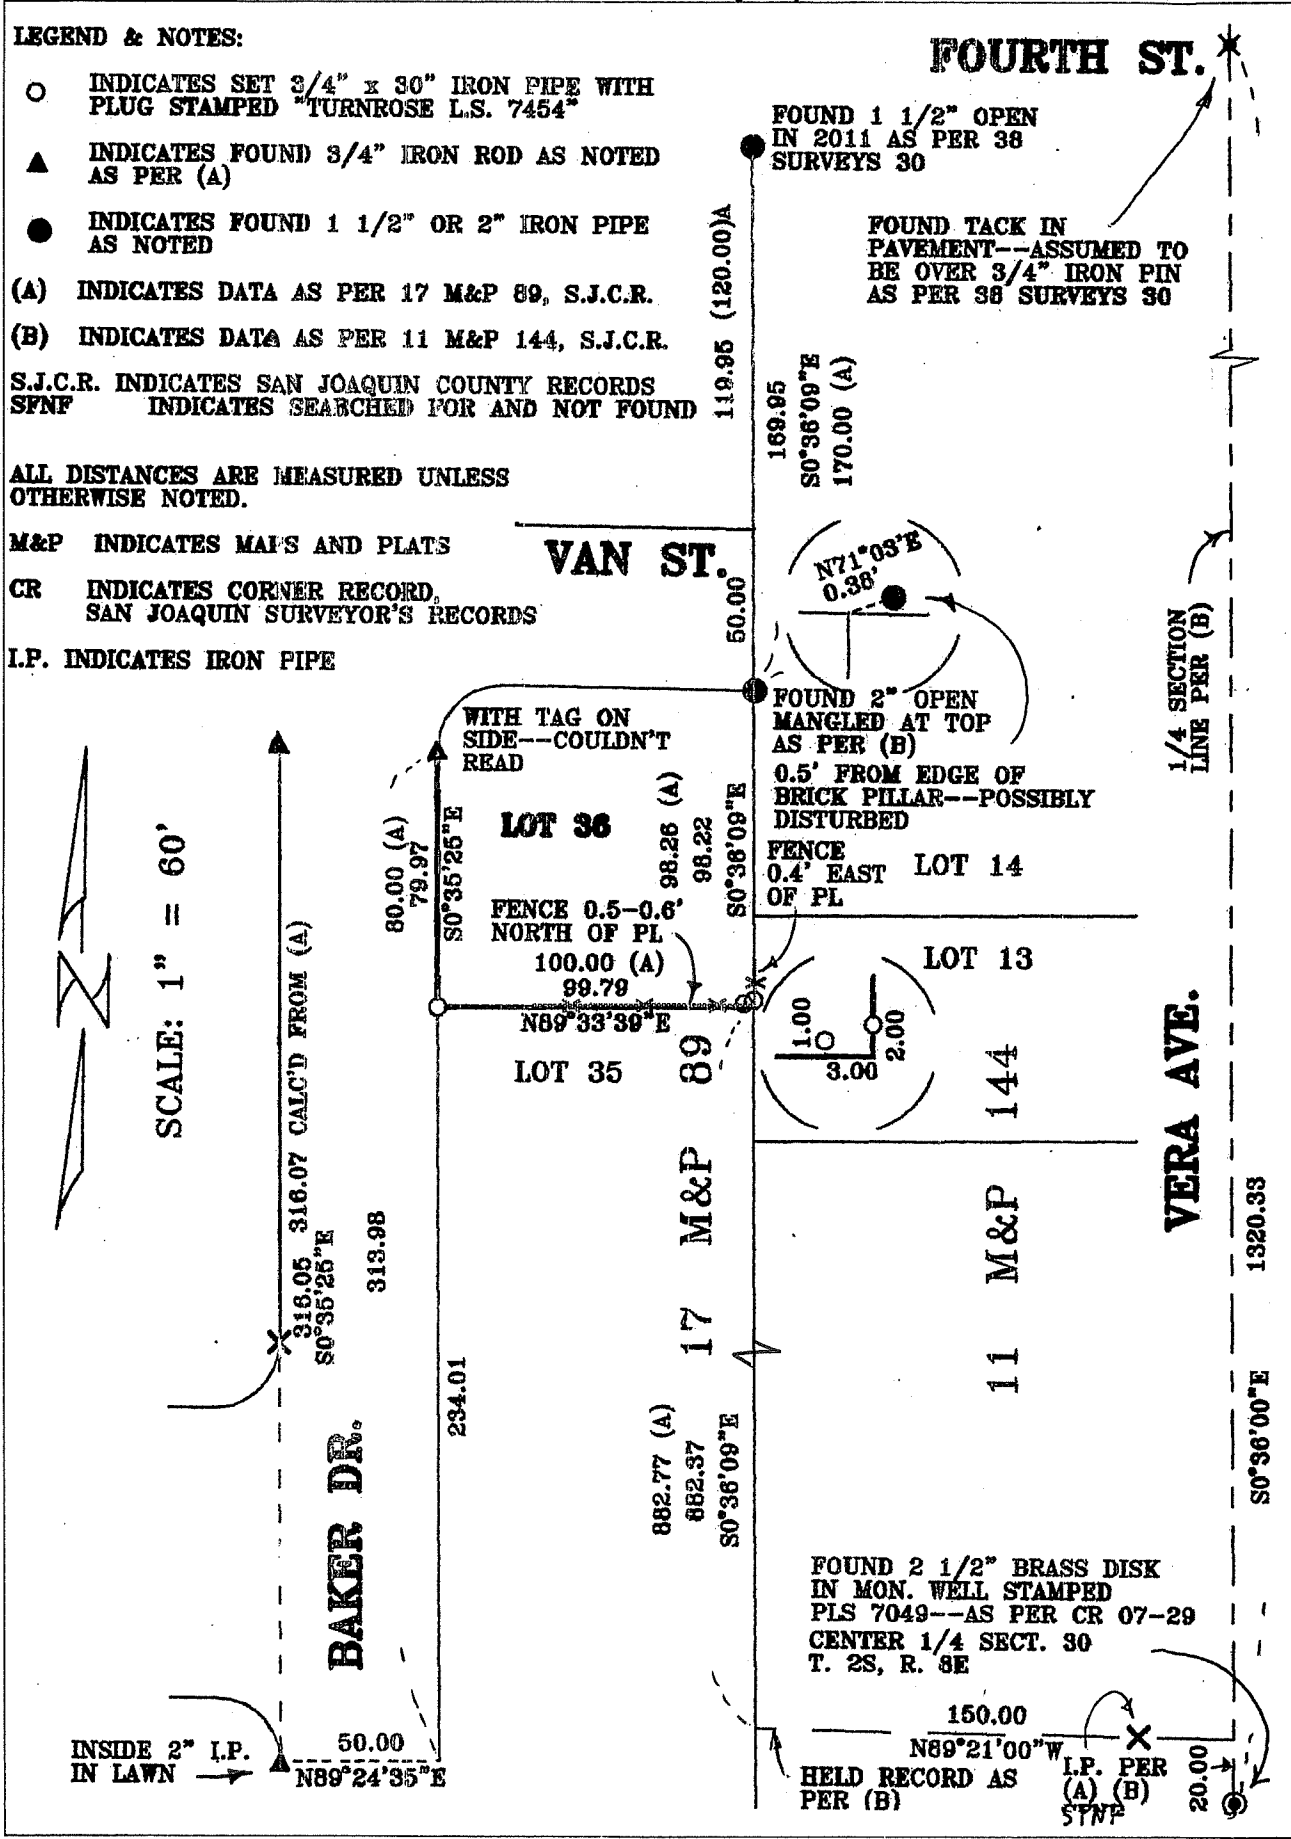 LEGEND & NOTES:
INDICATES SET 3/4" x 30" IRON PIPE WITH
PLUG STAMPED "TURNROSE L.S. 7454"
INDICATES FOUND 3/4" IRON ROD AS NOTED
AS PER (A)
INDICATES FOUND 1 1/2" OR 2" IRON PIPE
AS NOTED
(A) INDICATES DATA AS PER 17 M&P 89, S.J.C.R.
(B) INDICATES DATA AS PER 11 M&P 144, S.J.C.R.
S.J.C.R. INDICATES SAN JOAQUIN COUNTY RECORDS
SFNF INDICATES SEARCHED FOR AND NOT FOUND
ALL DISTANCES ARE MEASURED UNLESS
OTHERWISE NOTED.
M&P INDICATES MAPS AND PLATS
CR INDICATES CORNER RECORD,
SAN JOAQUIN SURVEYOR'S RECORDS
I.P. INDICATES IRON PIPE
FOURTH ST.
FOUND 1 1/2" OPEN
IN 2011 AS PER 38
SURVEYS 30
FOUND TACK IN
PAVEMENT--ASSUMED TO
BE OVER 3/4" IRON PIN
AS PER 38 SURVEYS 30
119.95 (120.00)A
169.95
S0°36'09"E
170.00 (A)
VAN ST.
50.00
N71°03'E
0.38'
1/4 SECTION
LINE PER (B)
FOUND 2" OPEN
MANGLED AT TOP
AS PER (B)
0.5' FROM EDGE OF
BRICK PILLAR--POSSIBLY
DISTURBED
WITH TAG ON
SIDE--COULDN'T
READ
LOT 36
80.00 (A)
79.97
S0°35'25"E
98.26 (A)
98.22
S0°36'09"E
FENCE
0.4' EAST
OF PL
LOT 14
FENCE 0.5-0.6'
NORTH OF PL
100.00 (A)
99.79
N89°33'39"E
LOT 13
1.00
2.00
3.00
LOT 35
SCALE: 1" = 60'
316.05 316.07 CALC'D FROM (A)
S0°35'25"E
313.98
234.01
17 M&P 89
11 M&P 144
VERA AVE.
1320.33
S0°36'00"E
BAKER DR.
882.77 (A)
882.37
S0°36'09"E
FOUND 2 1/2" BRASS DISK
IN MON. WELL STAMPED
PLS 7049--AS PER CR 07-29
CENTER 1/4 SECT. 30
T. 2S, R. 8E
150.00
N89°21'00"W
INSIDE 2" I.P.
IN LAWN
50.00
N89°24'35"E
HELD RECORD AS
PER (B)
I.P. PER
(A) (B)
SFNF
20.00